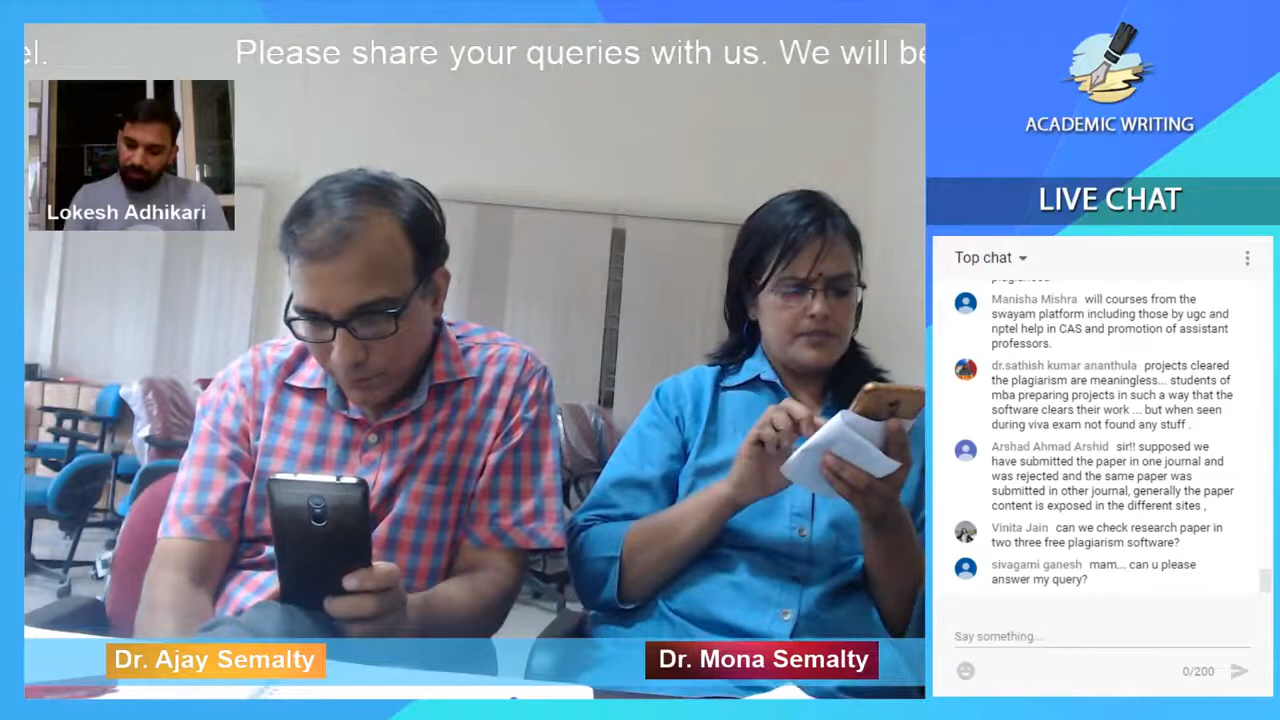 el. Please share your queries with us. We will be
Lokesh Adhikari
Dr. Ajay Semalty
Dr. Mona Semalty
ACADEMIC WRITING
LIVE CHAT
Top chat
Manisha Mishra will courses from the
swayam platform including those by ugc and
nptel help in CAS and promotion of assistant
professors.
dr.sathish kumar ananthula projects cleared
the plagiarism are meaningless... students of
mba preparing projects in such a way that the
software clears their work ... but when seen
during viva exam not found any stuff .
Arshad Ahmad Arshid sir!! supposed we
have submitted the paper in one journal and
was rejected and the same paper was
submitted in other journal, generally the paper
content is exposed in the different sites ,
Vinita Jain can we check research paper in
two three free plagiarism software?
sivagami ganesh mam... can u please
answer my query?
Say something...
0/200